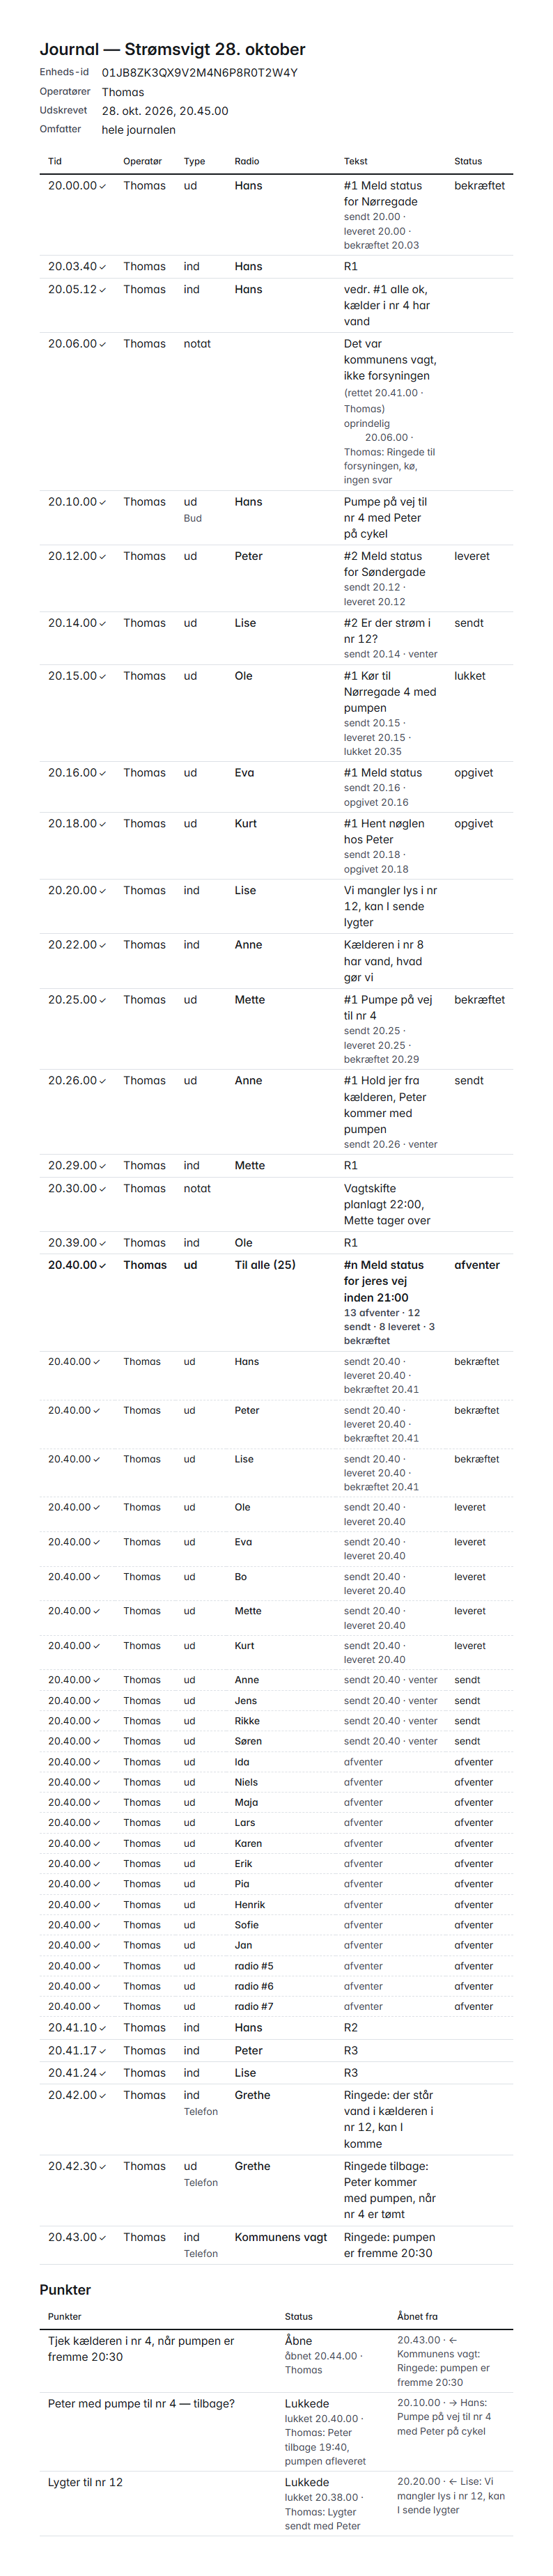 Journal — Strømsvigt 28. oktober
Enheds-id 01JB8ZK3QX9V2M4N6P8R0T2W4Y
Operatører Thomas
Udskrevet 28. okt. 2026, 20.45.00
Omfatter hele journalen
Tid Operatør Type Radio Tekst Status
20.00.00 ✓ Thomas ud Hans #1 Meld status bekræftet
for Nørregade
sendt 20.00 ·
leveret 20.00 ·
bekræftet 20.03
20.03.40 ✓ Thomas ind Hans R1
20.05.12 ✓ Thomas ind Hans vedr. #1 alle ok,
kælder i nr 4 har
vand
20.06.00 ✓ Thomas notat Det var
kommunens vagt,
ikke forsyningen
(rettet 20.41.00 ·
Thomas)
oprindelig
20.06.00 ·
Thomas: Ringede til
forsyningen, kø,
ingen svar
20.10.00 ✓ Thomas ud Hans Pumpe på vej til
Bud nr 4 med Peter
på cykel
20.12.00 ✓ Thomas ud Peter #2 Meld status leveret
for Søndergade
sendt 20.12 ·
leveret 20.12
20.14.00 ✓ Thomas ud Lise #2 Er der strøm i sendt
nr 12?
sendt 20.14 · venter
20.15.00 ✓ Thomas ud Ole #1 Kør til lukket
Nørregade 4 med
pumpen
sendt 20.15 ·
leveret 20.15 ·
lukket 20.35
20.16.00 ✓ Thomas ud Eva #1 Meld status opgivet
sendt 20.16 ·
opgivet 20.16
20.18.00 ✓ Thomas ud Kurt #1 Hent nøglen opgivet
hos Peter
sendt 20.18 ·
opgivet 20.18
20.20.00 ✓ Thomas ind Lise Vi mangler lys i nr
12, kan I sende
lygter
20.22.00 ✓ Thomas ind Anne Kælderen i nr 8
har vand, hvad
gør vi
20.25.00 ✓ Thomas ud Mette #1 Pumpe på vej bekræftet
til nr 4
sendt 20.25 ·
leveret 20.25 ·
bekræftet 20.29
20.26.00 ✓ Thomas ud Anne #1 Hold jer fra sendt
kælderen, Peter
kommer med
pumpen
sendt 20.26 · venter
20.29.00 ✓ Thomas ind Mette R1
20.30.00 ✓ Thomas notat Vagtskifte
planlagt 22:00,
Mette tager over
20.39.00 ✓ Thomas ind Ole R1
20.40.00 ✓ Thomas ud Til alle (25) #n Meld status afventer
for jeres vej
inden 21:00
13 afventer · 12
sendt · 8 leveret · 3
bekræftet
20.40.00 ✓ Thomas ud Hans sendt 20.40 · bekræftet
leveret 20.40 ·
bekræftet 20.41
20.40.00 ✓ Thomas ud Peter sendt 20.40 · bekræftet
leveret 20.40 ·
bekræftet 20.41
20.40.00 ✓ Thomas ud Lise sendt 20.40 · bekræftet
leveret 20.40 ·
bekræftet 20.41
20.40.00 ✓ Thomas ud Ole sendt 20.40 · leveret
leveret 20.40
20.40.00 ✓ Thomas ud Eva sendt 20.40 · leveret
leveret 20.40
20.40.00 ✓ Thomas ud Bo sendt 20.40 · leveret
leveret 20.40
20.40.00 ✓ Thomas ud Mette sendt 20.40 · leveret
leveret 20.40
20.40.00 ✓ Thomas ud Kurt sendt 20.40 · leveret
leveret 20.40
20.40.00 ✓ Thomas ud Anne sendt 20.40 · venter sendt
20.40.00 ✓ Thomas ud Jens sendt 20.40 · venter sendt
20.40.00 ✓ Thomas ud Rikke sendt 20.40 · venter sendt
20.40.00 ✓ Thomas ud Søren sendt 20.40 · venter sendt
20.40.00 ✓ Thomas ud Ida afventer afventer
20.40.00 ✓ Thomas ud Niels afventer afventer
20.40.00 ✓ Thomas ud Maja afventer afventer
20.40.00 ✓ Thomas ud Lars afventer afventer
20.40.00 ✓ Thomas ud Karen afventer afventer
20.40.00 ✓ Thomas ud Erik afventer afventer
20.40.00 ✓ Thomas ud Pia afventer afventer
20.40.00 ✓ Thomas ud Henrik afventer afventer
20.40.00 ✓ Thomas ud Sofie afventer afventer
20.40.00 ✓ Thomas ud Jan afventer afventer
20.40.00 ✓ Thomas ud radio #5 afventer afventer
20.40.00 ✓ Thomas ud radio #6 afventer afventer
20.40.00 ✓ Thomas ud radio #7 afventer afventer
20.41.10 ✓ Thomas ind Hans R2
20.41.17 ✓ Thomas ind Peter R3
20.41.24 ✓ Thomas ind Lise R3
20.42.00 ✓ Thomas ind Grethe Ringede: der står
Telefon vand i kælderen i
nr 12, kan I
komme
20.42.30 ✓ Thomas ud Grethe Ringede tilbage:
Telefon Peter kommer
med pumpen, når
nr 4 er tømt
20.43.00 ✓ Thomas ind Kommunens vagt Ringede: pumpen
Telefon er fremme 20:30
Punkter
Punkter Status Åbnet fra
Tjek kælderen i nr 4, når pumpen er Åbne 20.43.00 · ←
fremme 20:30 åbnet 20.44.00 · Kommunens vagt:
Thomas Ringede: pumpen er
fremme 20:30
Peter med pumpe til nr 4 — tilbage? Lukkede 20.10.00 · → Hans:
lukket 20.40.00 · Pumpe på vej til nr 4
Thomas: Peter med Peter på cykel
tilbage 19:40,
pumpen afleveret
Lygter til nr 12 Lukkede 20.20.00 · ← Lise: Vi
lukket 20.38.00 · mangler lys i nr 12, kan
Thomas: Lygter I sende lygter
sendt med Peter